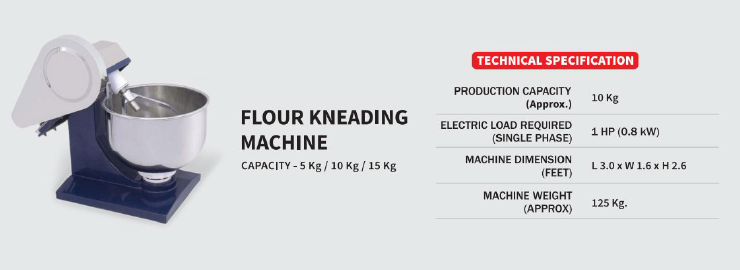 FLOUR KNEADING
MACHINE
CAPACITY - 5 Kg / 10 Kg / 15 Kg
TECHNICAL SPECIFICATION
PRODUCTION CAPACITY
(Approx.)
10 Kg
ELECTRIC LOAD REQUIRED
(SINGLE PHASE)
1 HP (0.8 kW)
MACHINE DIMENSION
(FEET)
L 3.0 x W 1.6 x H 2.6
MACHINE WEIGHT
(APPROX)
125 Kg.